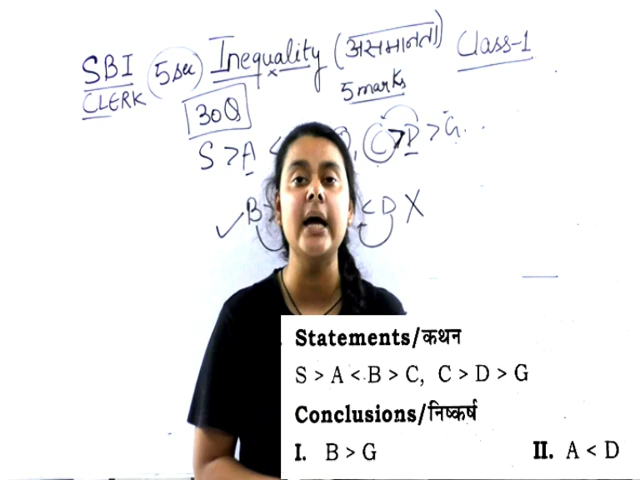 SBI (5 sec) Inequality (असमानता) Class-1
CLERK 5 marks
30Q
S > A < , C > D > G
✓ B > < D X
Statements/कथन
S > A < B > C, C > D > G
Conclusions/निष्कर्ष
I. B > G II. A < D